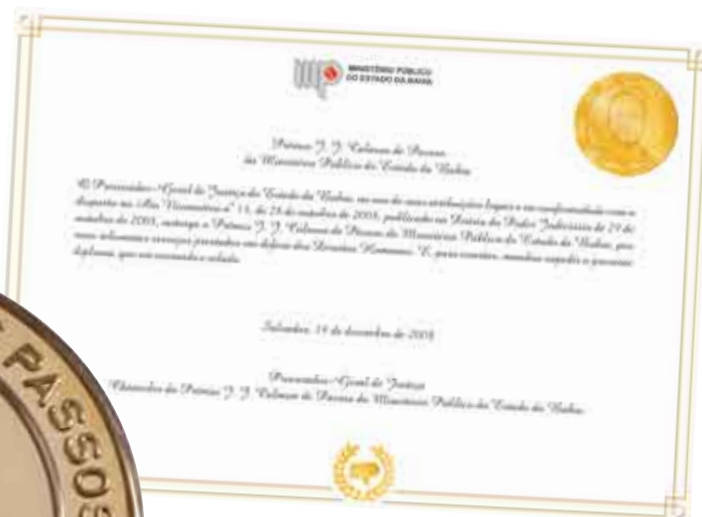 MINISTÉRIO PÚBLICO
DO ESTADO DA BAHIA
Prêmio J. J. Calmon de Passos
do Ministério Público do Estado da Bahia
O Procurador-Geral de Justiça do Estado da Bahia, no uso de suas atribuições legais e em conformidade com o
disposto no Ato Normativo nº de 28 de outubro de 2008, publicado no Diário do Poder Judiciário de 29 de
outubro de 2008, outorga o Prêmio J. J. Calmon de Passos do Ministério Público do Estado da Bahia, por
seus relevantes serviços prestados em defesa dos Direitos Humanos. E, para constar, mandou expedir o presente
diploma, que vai assinado e selado.
Salvador, de dezembro de 2008
Procurador-Geral de Justiça
Chanceler do Prêmio J. J. Calmon de Passos do Ministério Público do Estado da Bahia
PASSOS